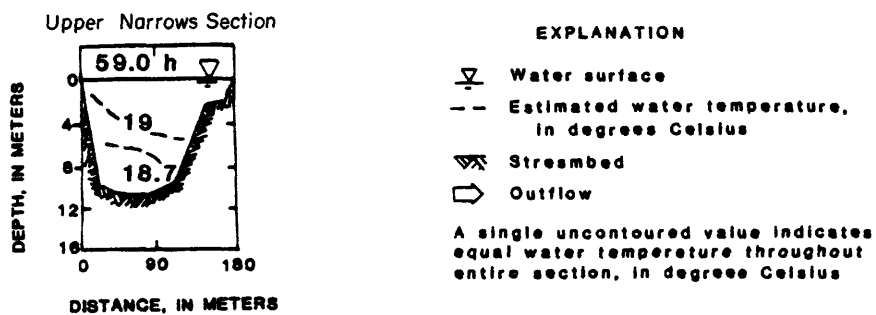 Upper Narrows Section
59.0 h
0
4
8
12
16
19
18.7
0 90 180
DEPTH, IN METERS
DISTANCE, IN METERS
EXPLANATION
Water surface
Estimated water temperature,
in degrees Celsius
Stresmbed
Outflow
A single uncontoured value indicates
equal water temperature throughout
entire section, in degree Celsius